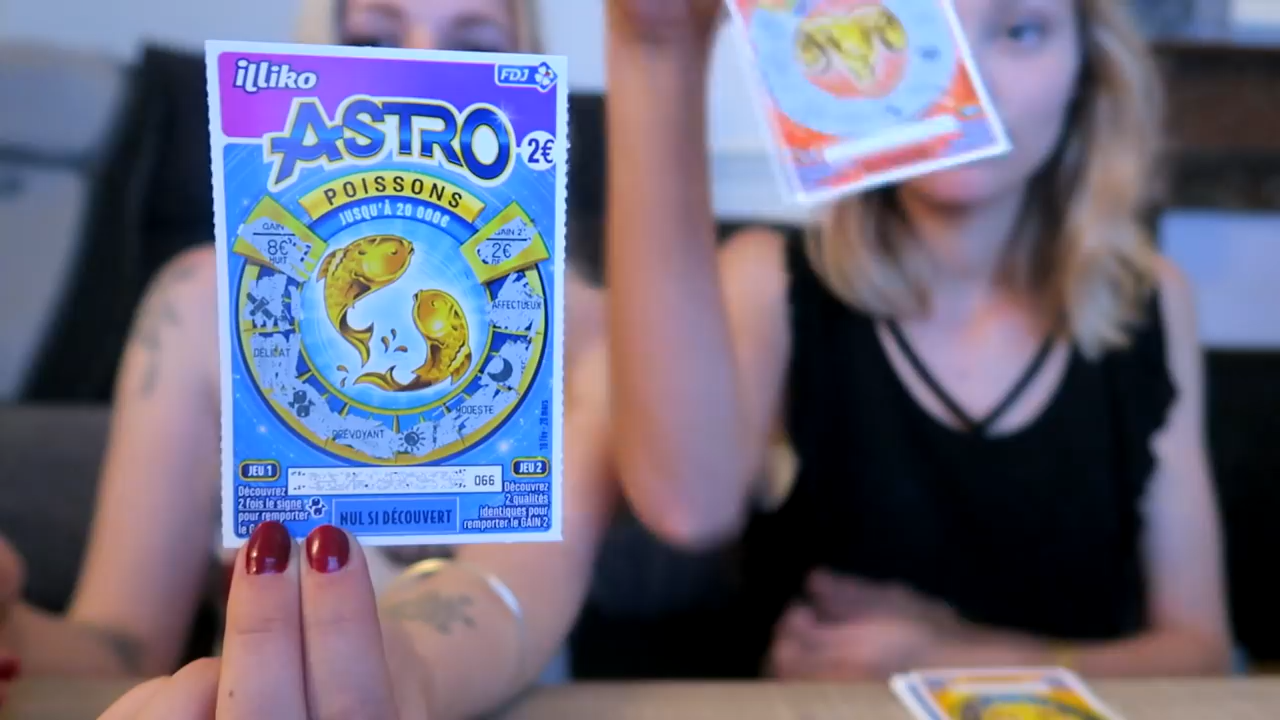 illiko
FDJ
ASTRO
2€
POISSONS
JUSQU'À 20 000€
GAIN
8€
HUIT
GAIN 2
2€
AFFECTUEUX
DÉLICAT
MODESTE
PRÉVOYANT
JEU 1
066
JEU 2
Découvrez
2 fois le signe
pour remporter
le
NUL SI DÉCOUVERT
Découvrez
2 qualités
identiques pour
remporter le GAIN 2